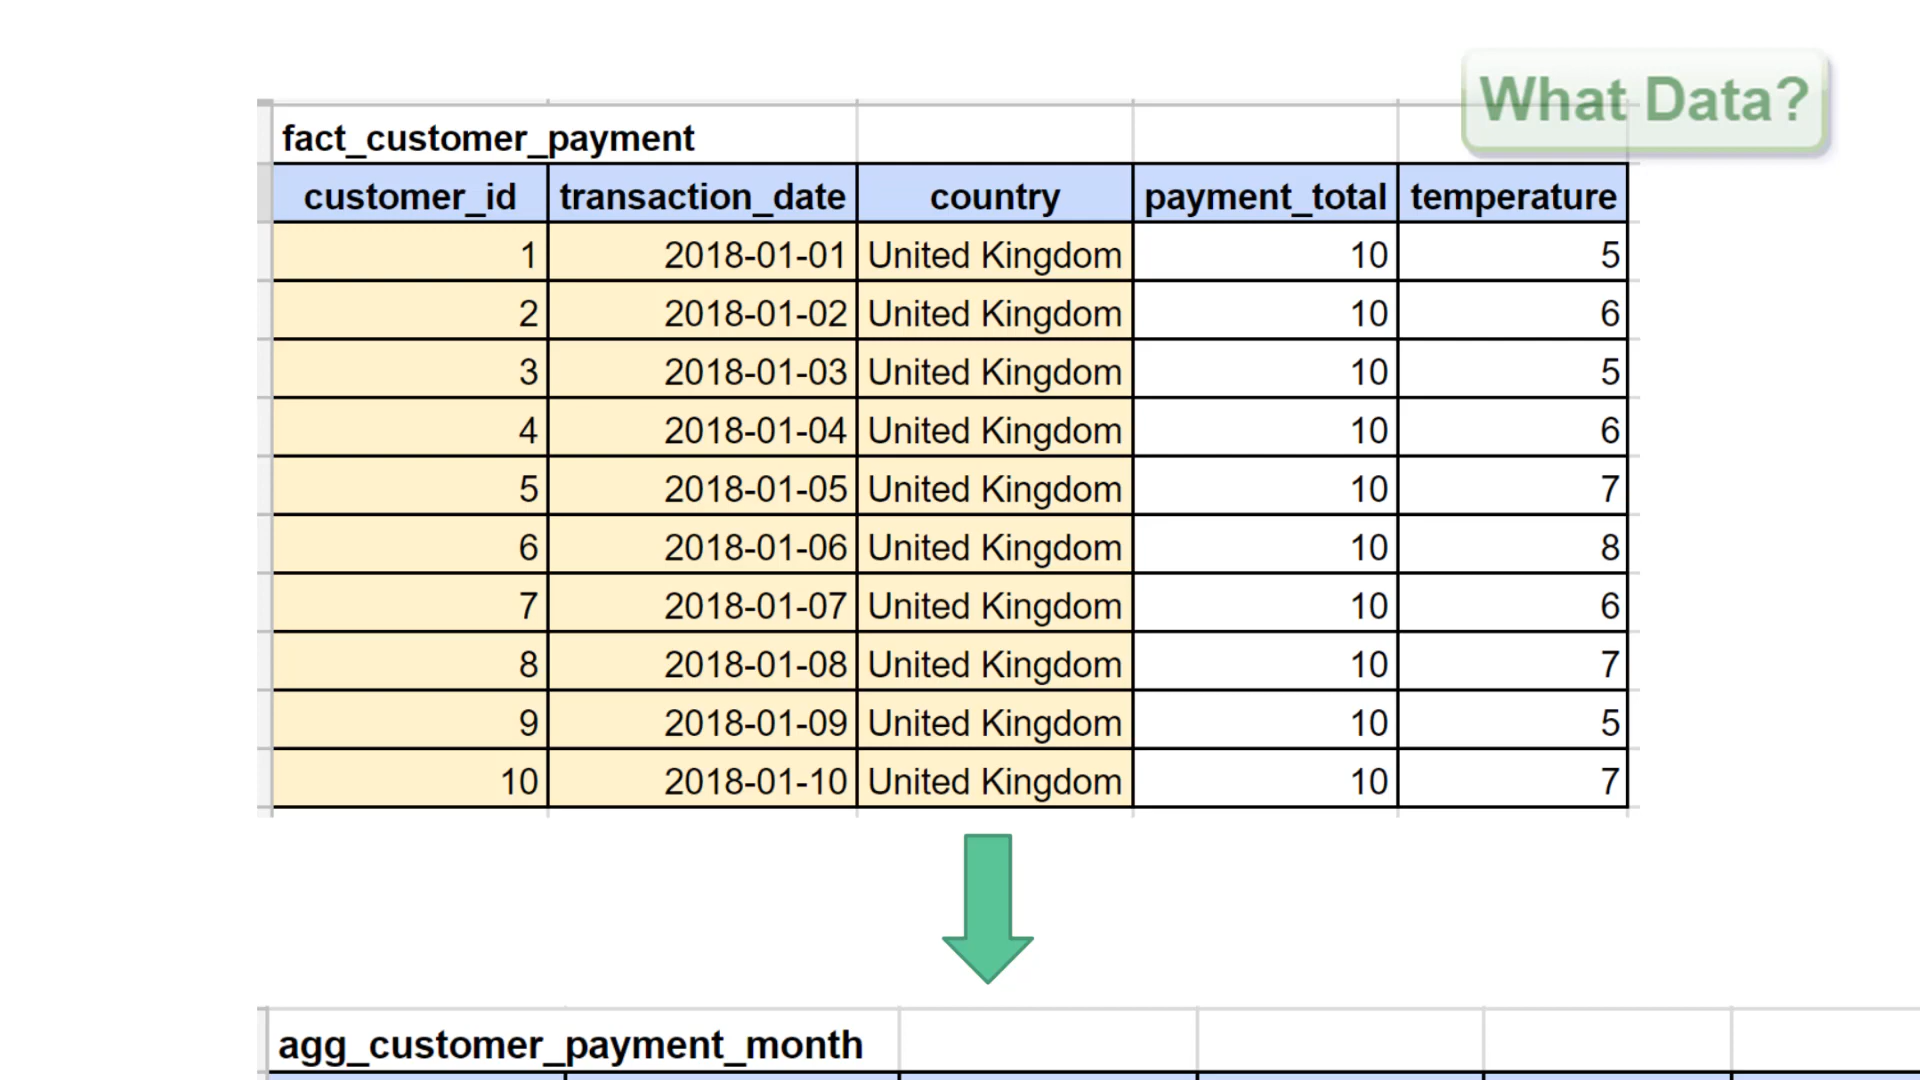 What Data?
fact_customer_payment
customer_id transaction_date country payment_total temperature
1 2018-01-01 United Kingdom 10 5
2 2018-01-02 United Kingdom 10 6
3 2018-01-03 United Kingdom 10 5
4 2018-01-04 United Kingdom 10 6
5 2018-01-05 United Kingdom 10 7
6 2018-01-06 United Kingdom 10 8
7 2018-01-07 United Kingdom 10 6
8 2018-01-08 United Kingdom 10 7
9 2018-01-09 United Kingdom 10 5
10 2018-01-10 United Kingdom 10 7
agg_customer_payment_month